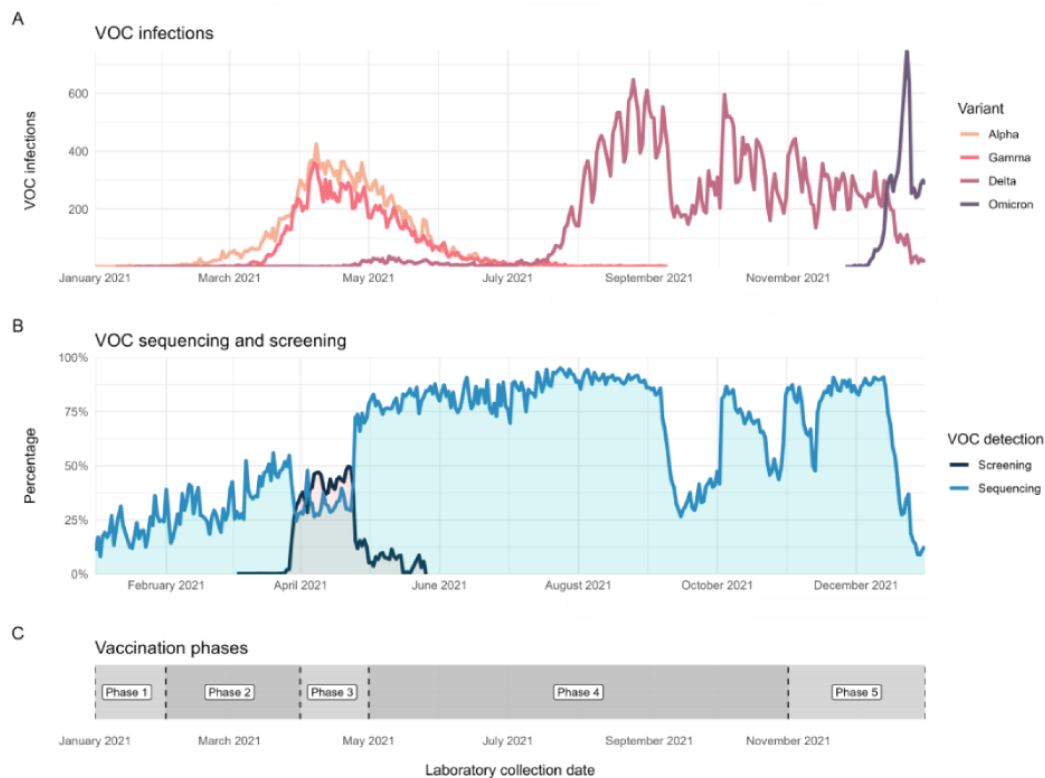 A
VOC infections
VOC infections
600
400
200
January 2021 March 2021 May 2021 July 2021 September 2021 November 2021
Variant
Alpha
Gamma
Delta
Omicron
B
VOC sequencing and screening
Percentage
100%
75%
50%
25%
0%
February 2021 April 2021 June 2021 August 2021 October 2021 December 2021
VOC detection
Screening
Sequencing
C
Vaccination phases
Phase 1 Phase 2 Phase 3 Phase 4 Phase 5
January 2021 March 2021 May 2021 July 2021 September 2021 November 2021
Laboratory collection date